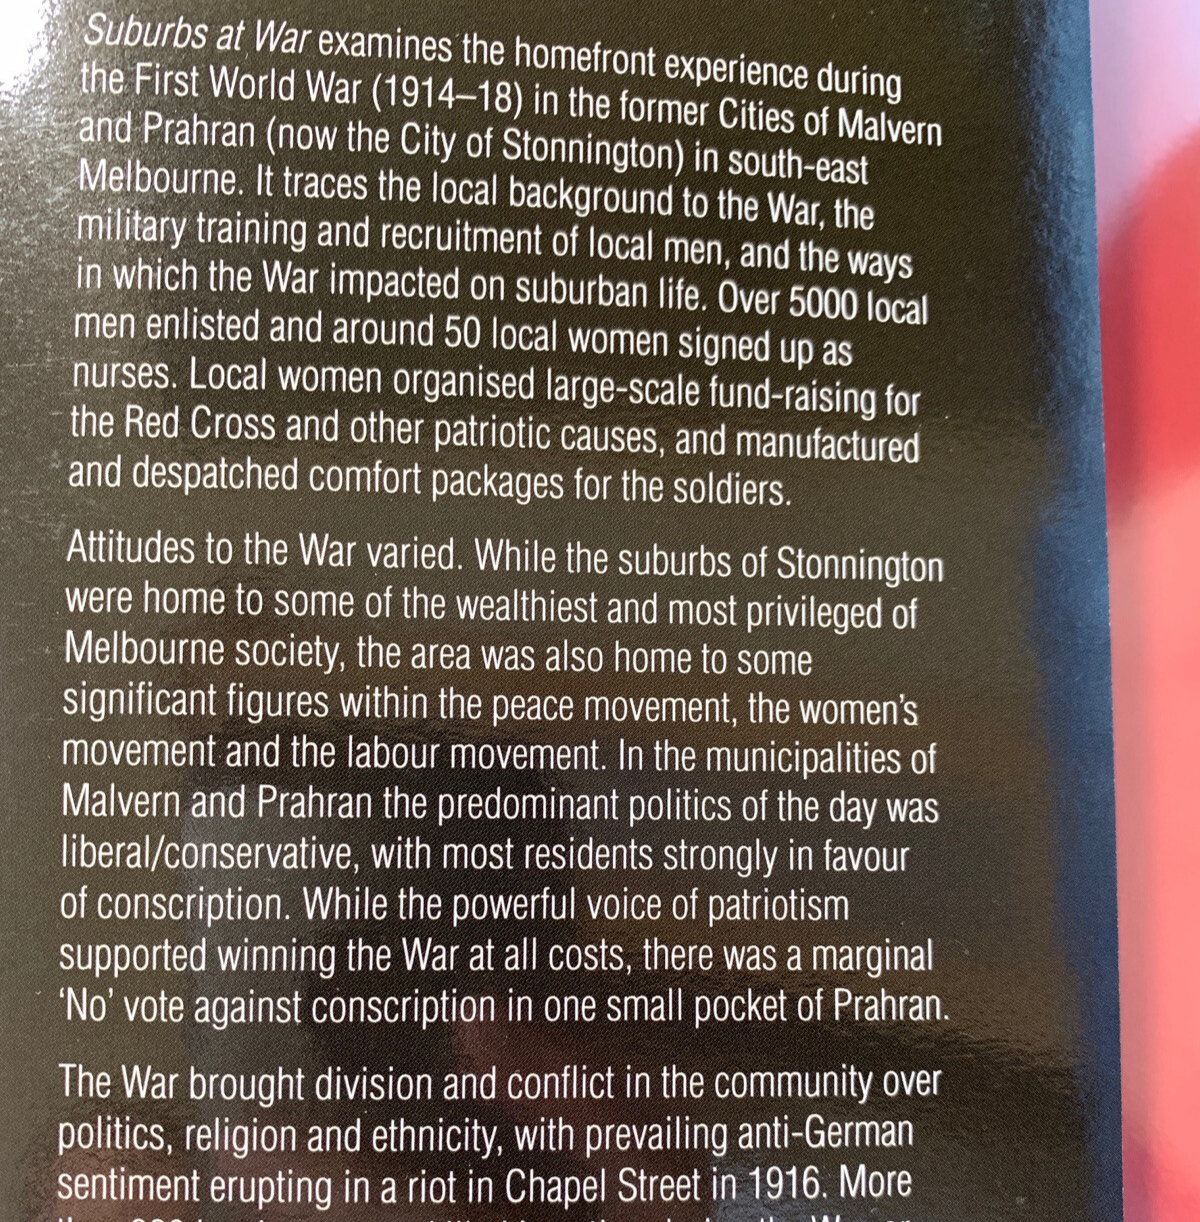 Suburbs at War examines the homefront experience during
the First World War (1914–18) in the former Cities of Malvern
and Prahran (now the City of Stonnington) in south-east
Melbourne. It traces the local background to the War, the
military training and recruitment of local men, and the ways
in which the War impacted on suburban life. Over 5000 local
men enlisted and around 50 local women signed up as
nurses. Local women organised large-scale fund-raising for
the Red Cross and other patriotic causes, and manufactured
and despatched comfort packages for the soldiers.
Attitudes to the War varied. While the suburbs of Stonnington
were home to some of the wealthiest and most privileged of
Melbourne society, the area was also home to some
significant figures within the peace movement, the women's
movement and the labour movement. In the municipalities of
Malvern and Prahran the predominant politics of the day was
liberal/conservative, with most residents strongly in favour
of conscription. While the powerful voice of patriotism
supported winning the War at all costs, there was a marginal
‘No’ vote against conscription in one small pocket of Prahran.
The War brought division and conflict in the community over
politics, religion and ethnicity, with prevailing anti-German
sentiment erupting in a riot in Chapel Street in 1916. More